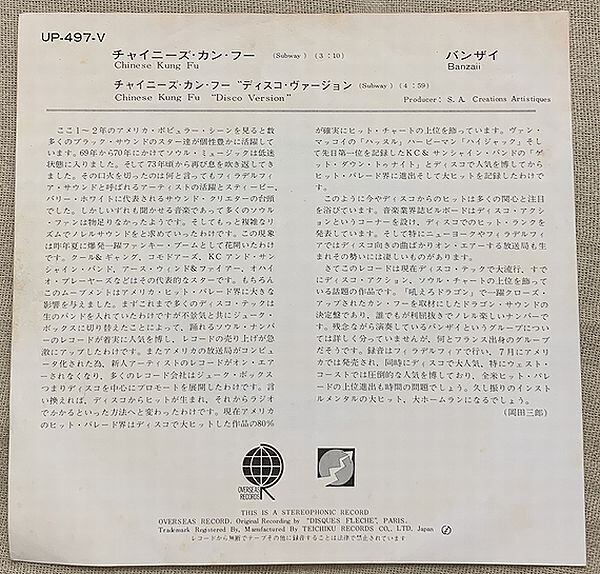 UP-497-V
チャイニーズ・カン・フー (Subway) (3:10) バンザイ
Chinese Kung Fu Banzaii
チャイニーズ・カン・フー “ディスコ・ヴァージョン (Subway) (4:59)
Chinese Kung Fu “Disco Version” Producer: S. A. Creations Artistiques
ここ1〜2年のアメリカ・ポピュラー・シーンを見ると数
多くのブラック・サウンドのスター達が個性豊かに活躍して
います。69年から70年にかけてソウル・ミュージックは低迷
状態に入りました。そして73年頃から再び息を吹き返してき
ました。その口火を切ったのは何と言ってもフィラデルフィ
ア・サウンドと呼ばれるアーティストの活躍とスティービー、
バリー・ホワイトに代表されるサウンド・クリエターの台頭
でした。しかしいずれも聞かせる音楽であって多くのソウル
・ファンは物足りなかったようです。そしてもっと複雑なリ
ズムでノレルサウンドをと求めていったわけです。この現象
は昨年夏に爆発一躍ファンキー・ブームとして花開いたわけ
です。クール&ギャング、コモドアーズ、KC アンド・サン
シャイン・バンド、アース・ウィンド&ファイアー、オハイ
オ・プレーヤーズなどはその代表的なスターです。もちろん
このムーブメントはアメリカ・ヒット・パレード界に大きな
影響を与えました。まずこれまで多くのディスコ・テックは
生のバンドを入れていたわけですが不景気と共にジュータ・
ボックスに切り替えたことによって、踊れるソウル・ナンバ
ーのレコードが着実に人気を博し、レコードの売り上げが急
激にアップしたわけです。またアメリカの放送局がコンピュ
ータ化された為、新人アーティストのレコードがオン・エア
ーされなくなり、多くのレコード会社はジューク・ボックス
つまりディスコを中心にプロモートを展開したわけです。言
い換えれば、ディスコからヒットが生まれ、それからラジオ
でかかるといった方法へと変わったわけです。現在アメリカ
のヒット・パレード界はディスコで大ヒットした作品の80%
が確実にヒット・チャートの上位を飾っています。ヴァン・
マッコイの「ハッスル」ハービーマン「ハイジャック」そし
て先日第一位を記録したKC&サンシャイン・バンドの「ゲ
ット・ダウン・トゥナイト」とディスコで人気を博してから
ヒット・パレード界に進出そして大ヒットを記録したわけで
す。
このように今やディスコからのヒットは多くの関心と注目
を浴びています。音楽業界誌ビルボードはディスコ・アクシ
ョンというコーナーを設け、ディスコでのヒット・ランクを
発表しています。そして特にニューヨークやフィラデルフィ
アではディスコ向きの曲ばかりオン・エアーする放送局も生
まれその勢いには凄しいものがあります。
さてこのレコードは現在ディスコ・テックで大流行、すで
にディスコ・アクション、ソウル・チャートの上位を飾って
いる話題の作品です。「吼えろドラゴン」で一躍クローズ・
アップされたカン・フーを取材にしたドラゴン・サウンドの
決定盤であり、誰でもが利屈抜きでノレル楽しいナンバーで
す。残念ながら演奏しているバンザイというグループについ
ては詳しく分っていませんが、何とフランス出身のグループ
だそうです。録音はフィラデルフィアで行い、7月にアメリ
カでは発売され、同時にディスコで大人気、特にウェスト・
コーストでは圧倒的な人気を博しており、全米ヒット・パレ
ードの上位進出も時間の問題でしょう。久し振りのインスト
ルメンタルの大ヒット、大ホームランになるでしょう。
(岡田三郎)
OVERSEAS
RECORDS
THIS IS A STEREOPHONIC RECORD
OVERSEAS RECORD. Original Recording by “DISQUES FLECHE”, PARIS.
Trademark Registered By, Manufactured By TEICHIKU RECORDS CO., LTD. Japan
レコードから無断でテープその他に録音することは法律で禁止されています